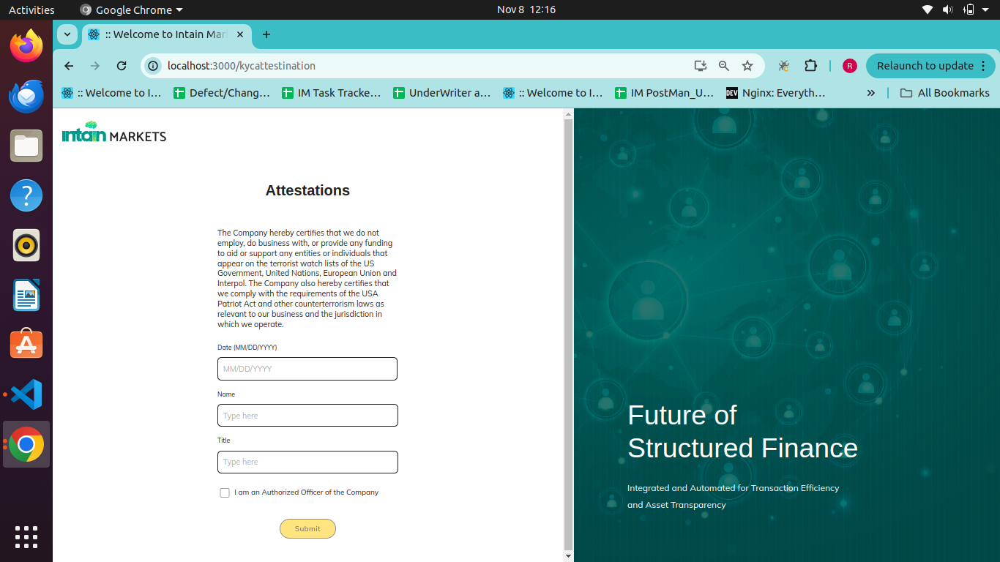 Activities
Google Chrome
Nov 8 12:16
:: Welcome to Intain Mar
localhost:3000/kycattestination
R
Relaunch to update
:: Welcome to I…
Defect/Chang…
IM Task Tracke…
UnderWriter a…
:: Welcome to I…
IM PostMan_U…
DEV
Nginx: Everyth…
»
All Bookmarks
Intain MARKETS
Attestations
The Company hereby certifies that we do not
employ, do business with, or provide any funding
to aid or support any entities or individuals that
appear on the terrorist watch lists of the US
Government, United Nations, European Union and
Interpol. The Company also hereby certifies that
we comply with the requirements of the USA
Patriot Act and other counterterrorism laws as
relevant to our business and the jurisdiction in
which we operate.
Date (MM/DD/YYYY)
MM/DD/YYYY
Name
Type here
Title
Type here
I am an Authorized Officer of the Company
Submit
Future of
Structured Finance
Integrated and Automated for Transaction Efficiency
and Asset Transparency